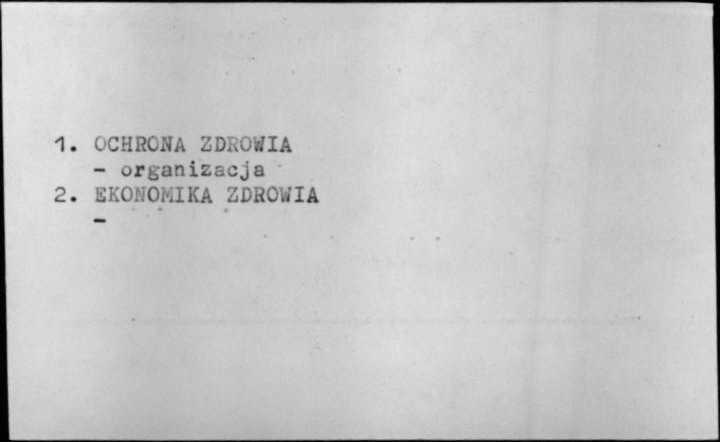 1. OCHRONA ZDROWIA
- organizacja
2. EKONOMIKA ZDROWIA
-